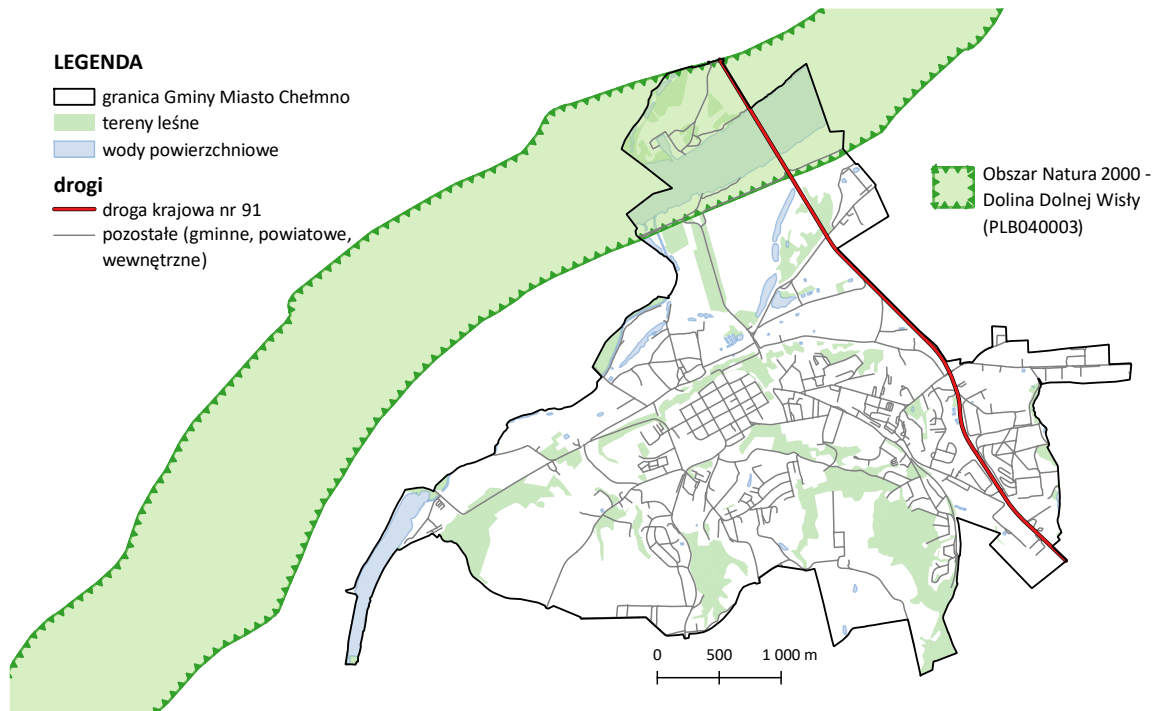 LEGENDA
granica Gminy Miasto Chełmno
tereny leśne
wody powierzchniowe
drogi
droga krajowa nr 91
pozostałe (gminne, powiatowe,
wewnętrzne)
Obszar Natura 2000 -
Dolina Dolnej Wisły
(PLB040003)
0 500 1 000 m